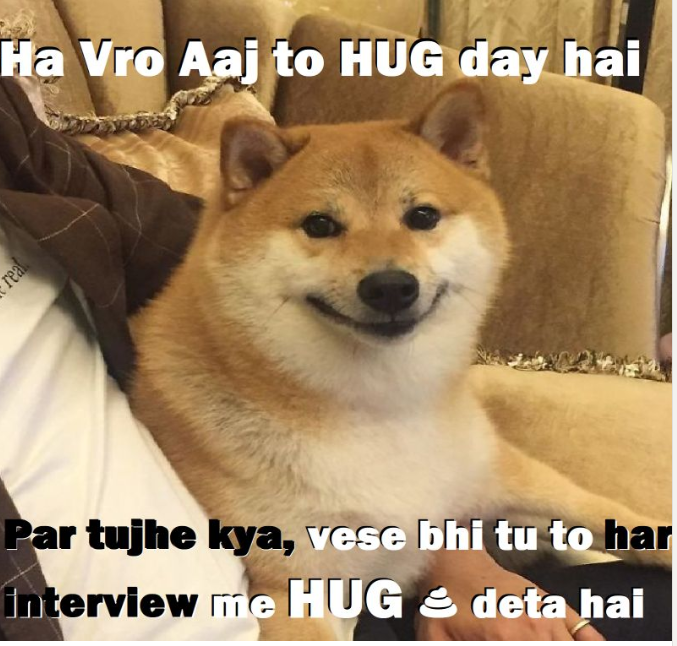 Ha Vro Aaj to HUG day hai
real
Par tujhe kya, vese bhi tu to har
interview me HUG 💩 deta hai